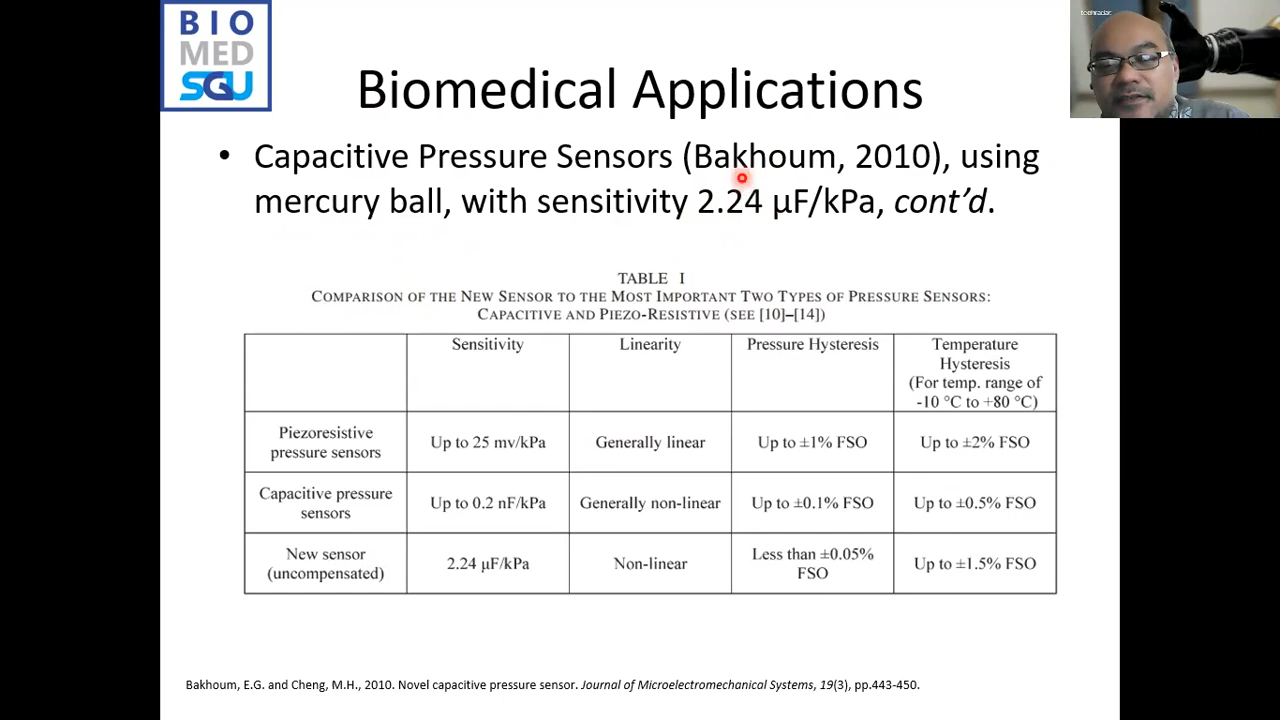 BIO
MED
SGU
techradar.
Biomedical Applications
• Capacitive Pressure Sensors (Bakhoum, 2010), using
mercury ball, with sensitivity 2.24 µF/kPa, cont’d.
TABLE I
COMPARISON OF THE NEW SENSOR TO THE MOST IMPORTANT TWO TYPES OF PRESSURE SENSORS:
CAPACITIVE AND PIEZO-RESISTIVE (SEE [10]–[14])
Sensitivity
Linearity
Pressure Hysteresis
Temperature
Hysteresis
(For temp. range of
-10 °C to +80 °C)
Piezoresistive
pressure sensors
Up to 25 mv/kPa
Generally linear
Up to ±1% FSO
Up to ±2% FSO
Capacitive pressure
sensors
Up to 0.2 nF/kPa
Generally non-linear
Up to ±0.1% FSO
Up to ±0.5% FSO
New sensor
(uncompensated)
2.24 µF/kPa
Non-linear
Less than ±0.05%
FSO
Up to ±1.5% FSO
Bakhoum, E.G. and Cheng, M.H., 2010. Novel capacitive pressure sensor. Journal of Microelectromechanical Systems, 19(3), pp.443-450.